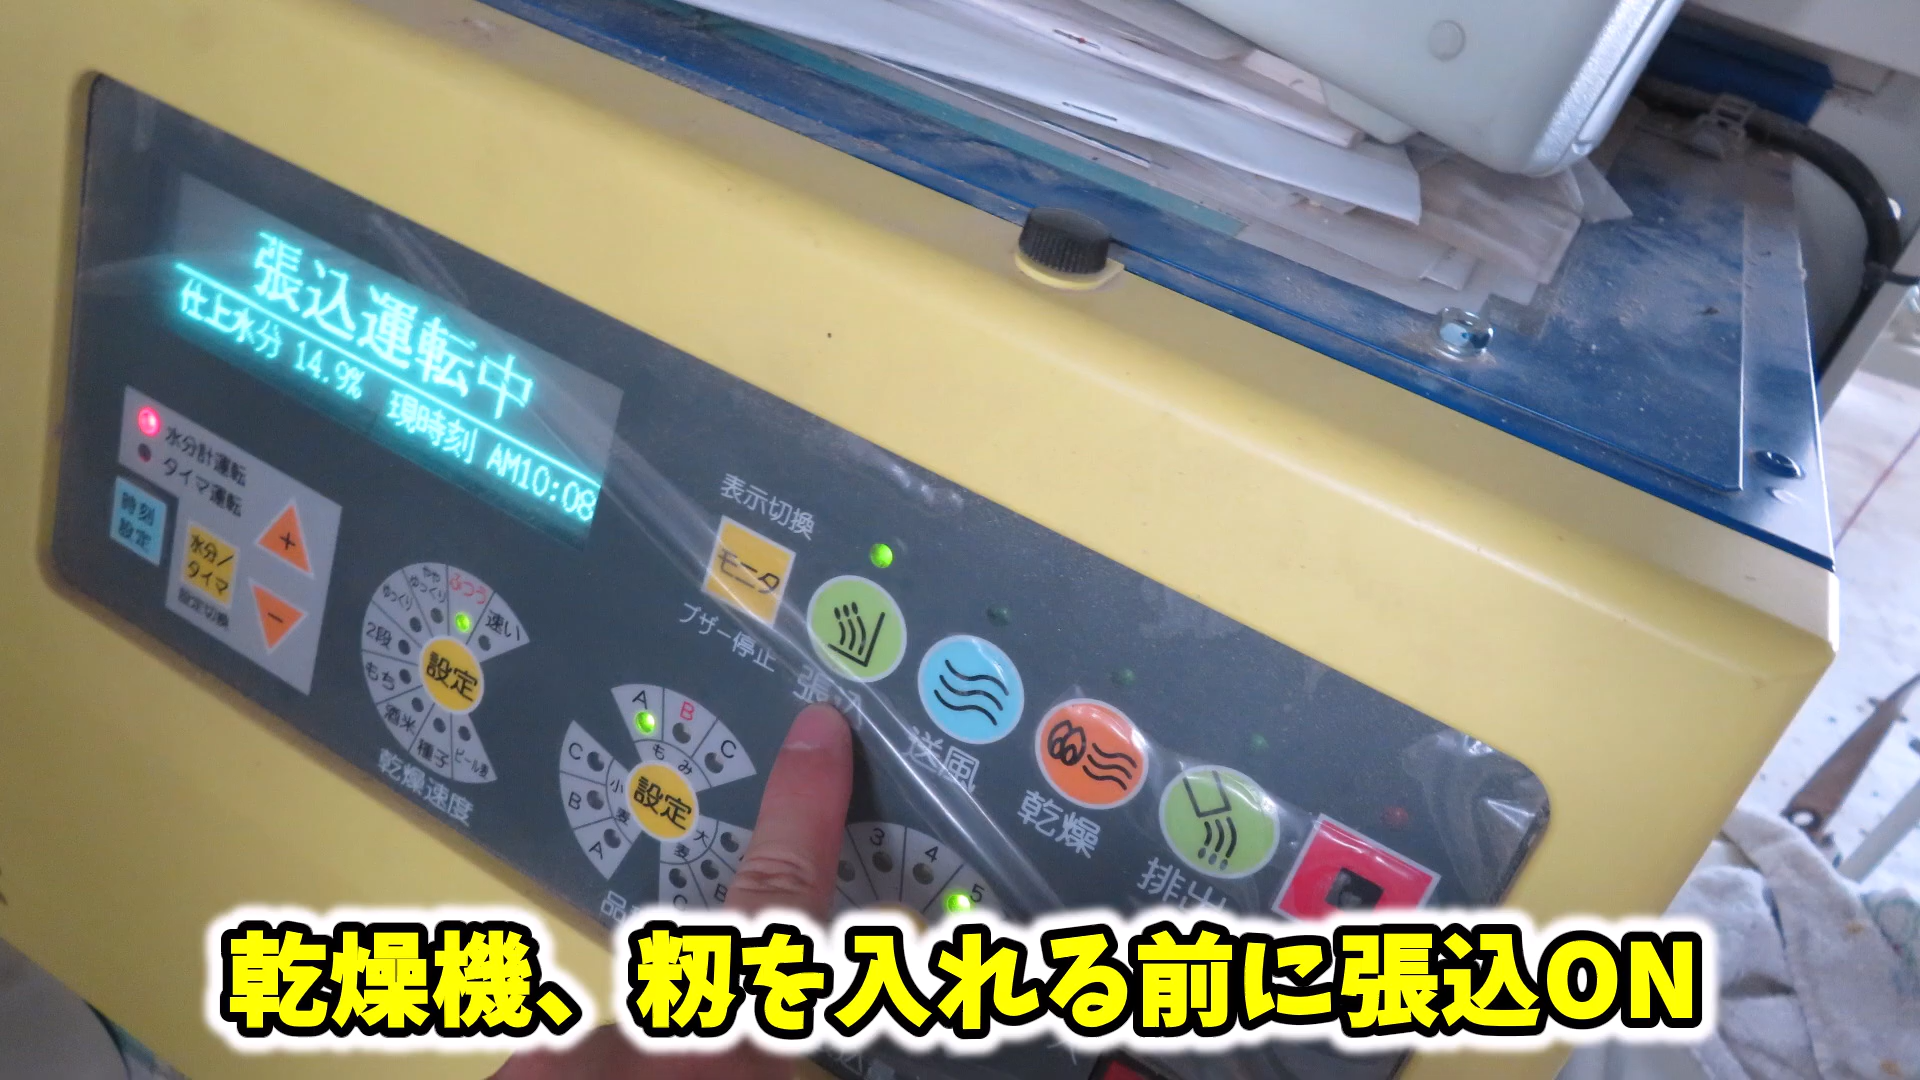 張込運転中
仕上水分 14.9% 現時刻 AM10:08
水分計運転
タイマ運転
時刻
設定
水分/
タイマ
設定切換
+
-
ゆっくり
やや
ゆっくり
ふつう
速い
2段
もち
酒米
種子
ビール麦
設定
乾燥速度
表示切換
モニタ
ブザー停止
張込
送風
乾燥
排出
A
B
C
もみ
C
B
A
小麦
設定
大麦
B
C
品
3
4
5
乾燥機、籾を入れる前に張込ON